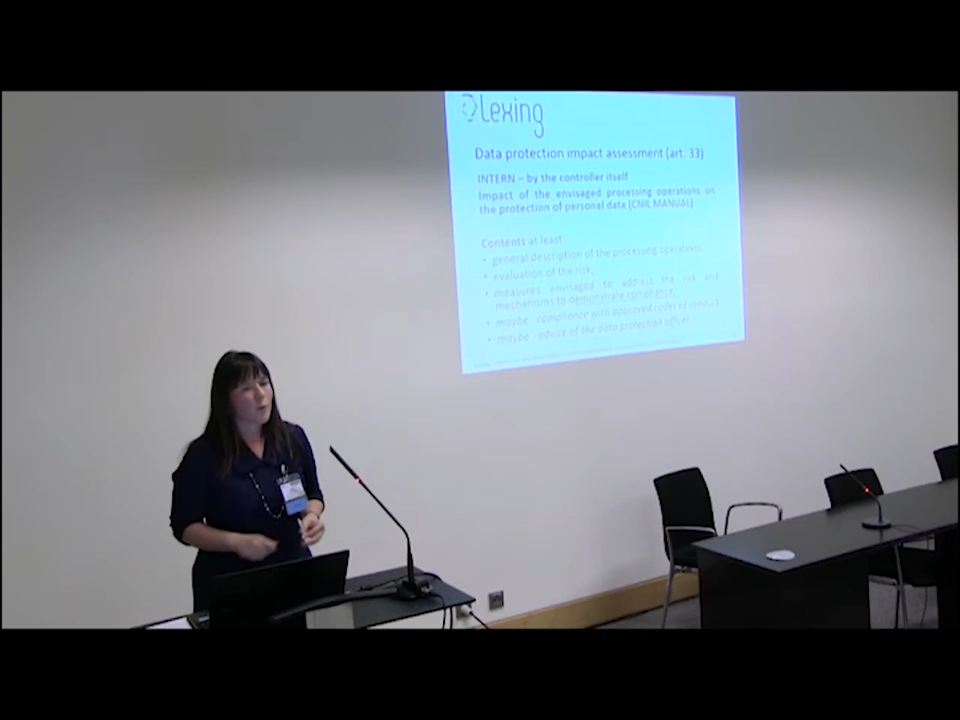 Lexing
Data protection impact assessment (art. 33)
INTERN – by the controller itself
Impact of the envisaged processing operations on
the protection of personal data (CNIL MANUAL)
Contents at least :
• general description of the processing operations,
• evaluation of the risk,
• measures envisaged to address the risk and
mechanisms to demonstrate compliance,
• maybe : compliance with approved codes of conduct
• maybe : advice of the data protection officer